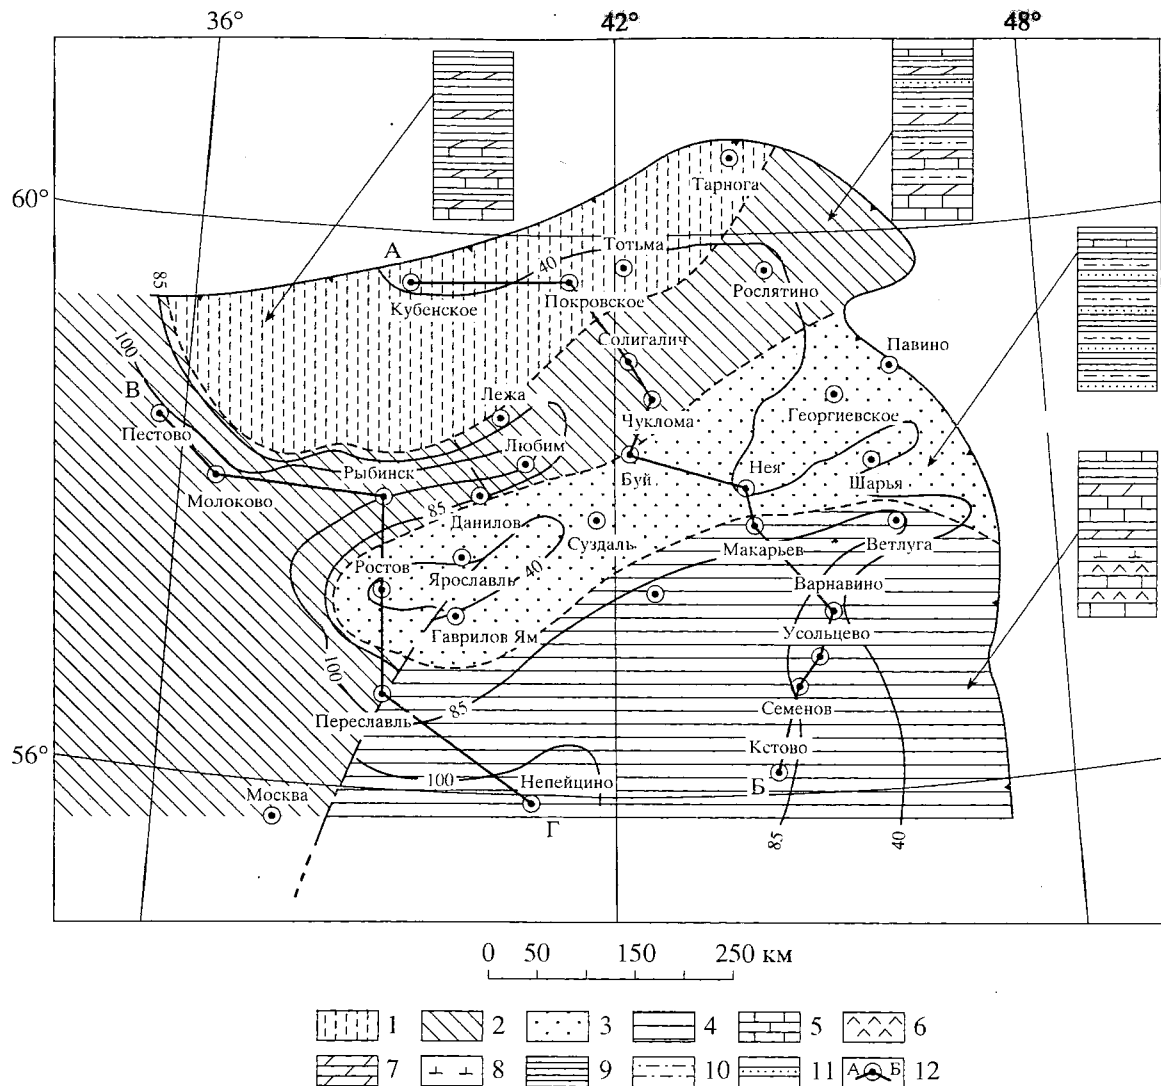 36° 42° 48°
60°
Тарнога
А
40
Тотьма
85
Кубенское
Покровское
Рослятино
100
Солигалич
Павино
В
Лежа
Чуклома
Георгиевское
Пестово
Любим
Рыбинск
Буй
Нея
Шарья
Молоково
85
Данилов
Суздаль
Макарьев
Ветлуга
Ростов
Ярославль
40
Варнавино
Гаврилов Ям
Усольцево
100
85
Переславль
Семенов
56°
Кстово
100
Непейцино
Б
Москва
Г
85
40
0 50 150 250 км
1 2 3 4 5 6
7 8 9 10 11 А Б 12